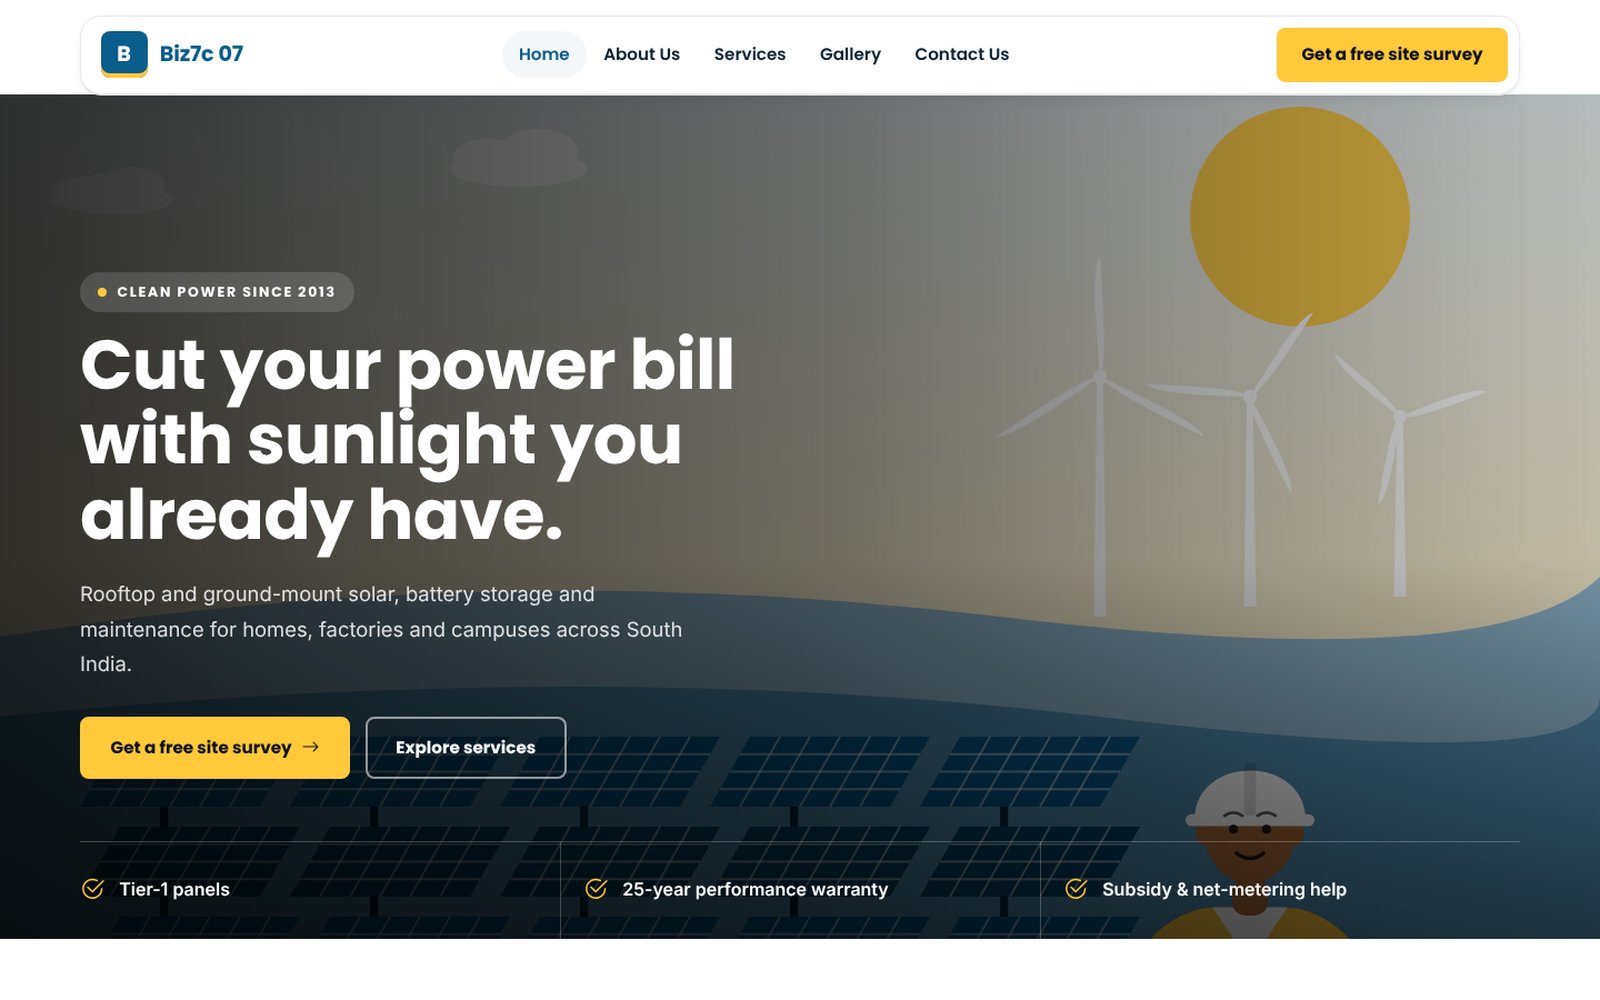 B
Biz7c 07
Home
About Us
Services
Gallery
Contact Us
Get a free site survey
CLEAN POWER SINCE 2013
Cut your power bill
with sunlight you
already have.
Rooftop and ground-mount solar, battery storage and
maintenance for homes, factories and campuses across South
India.
Get a free site survey →
Explore services
Tier-1 panels
25-year performance warranty
Subsidy & net-metering help